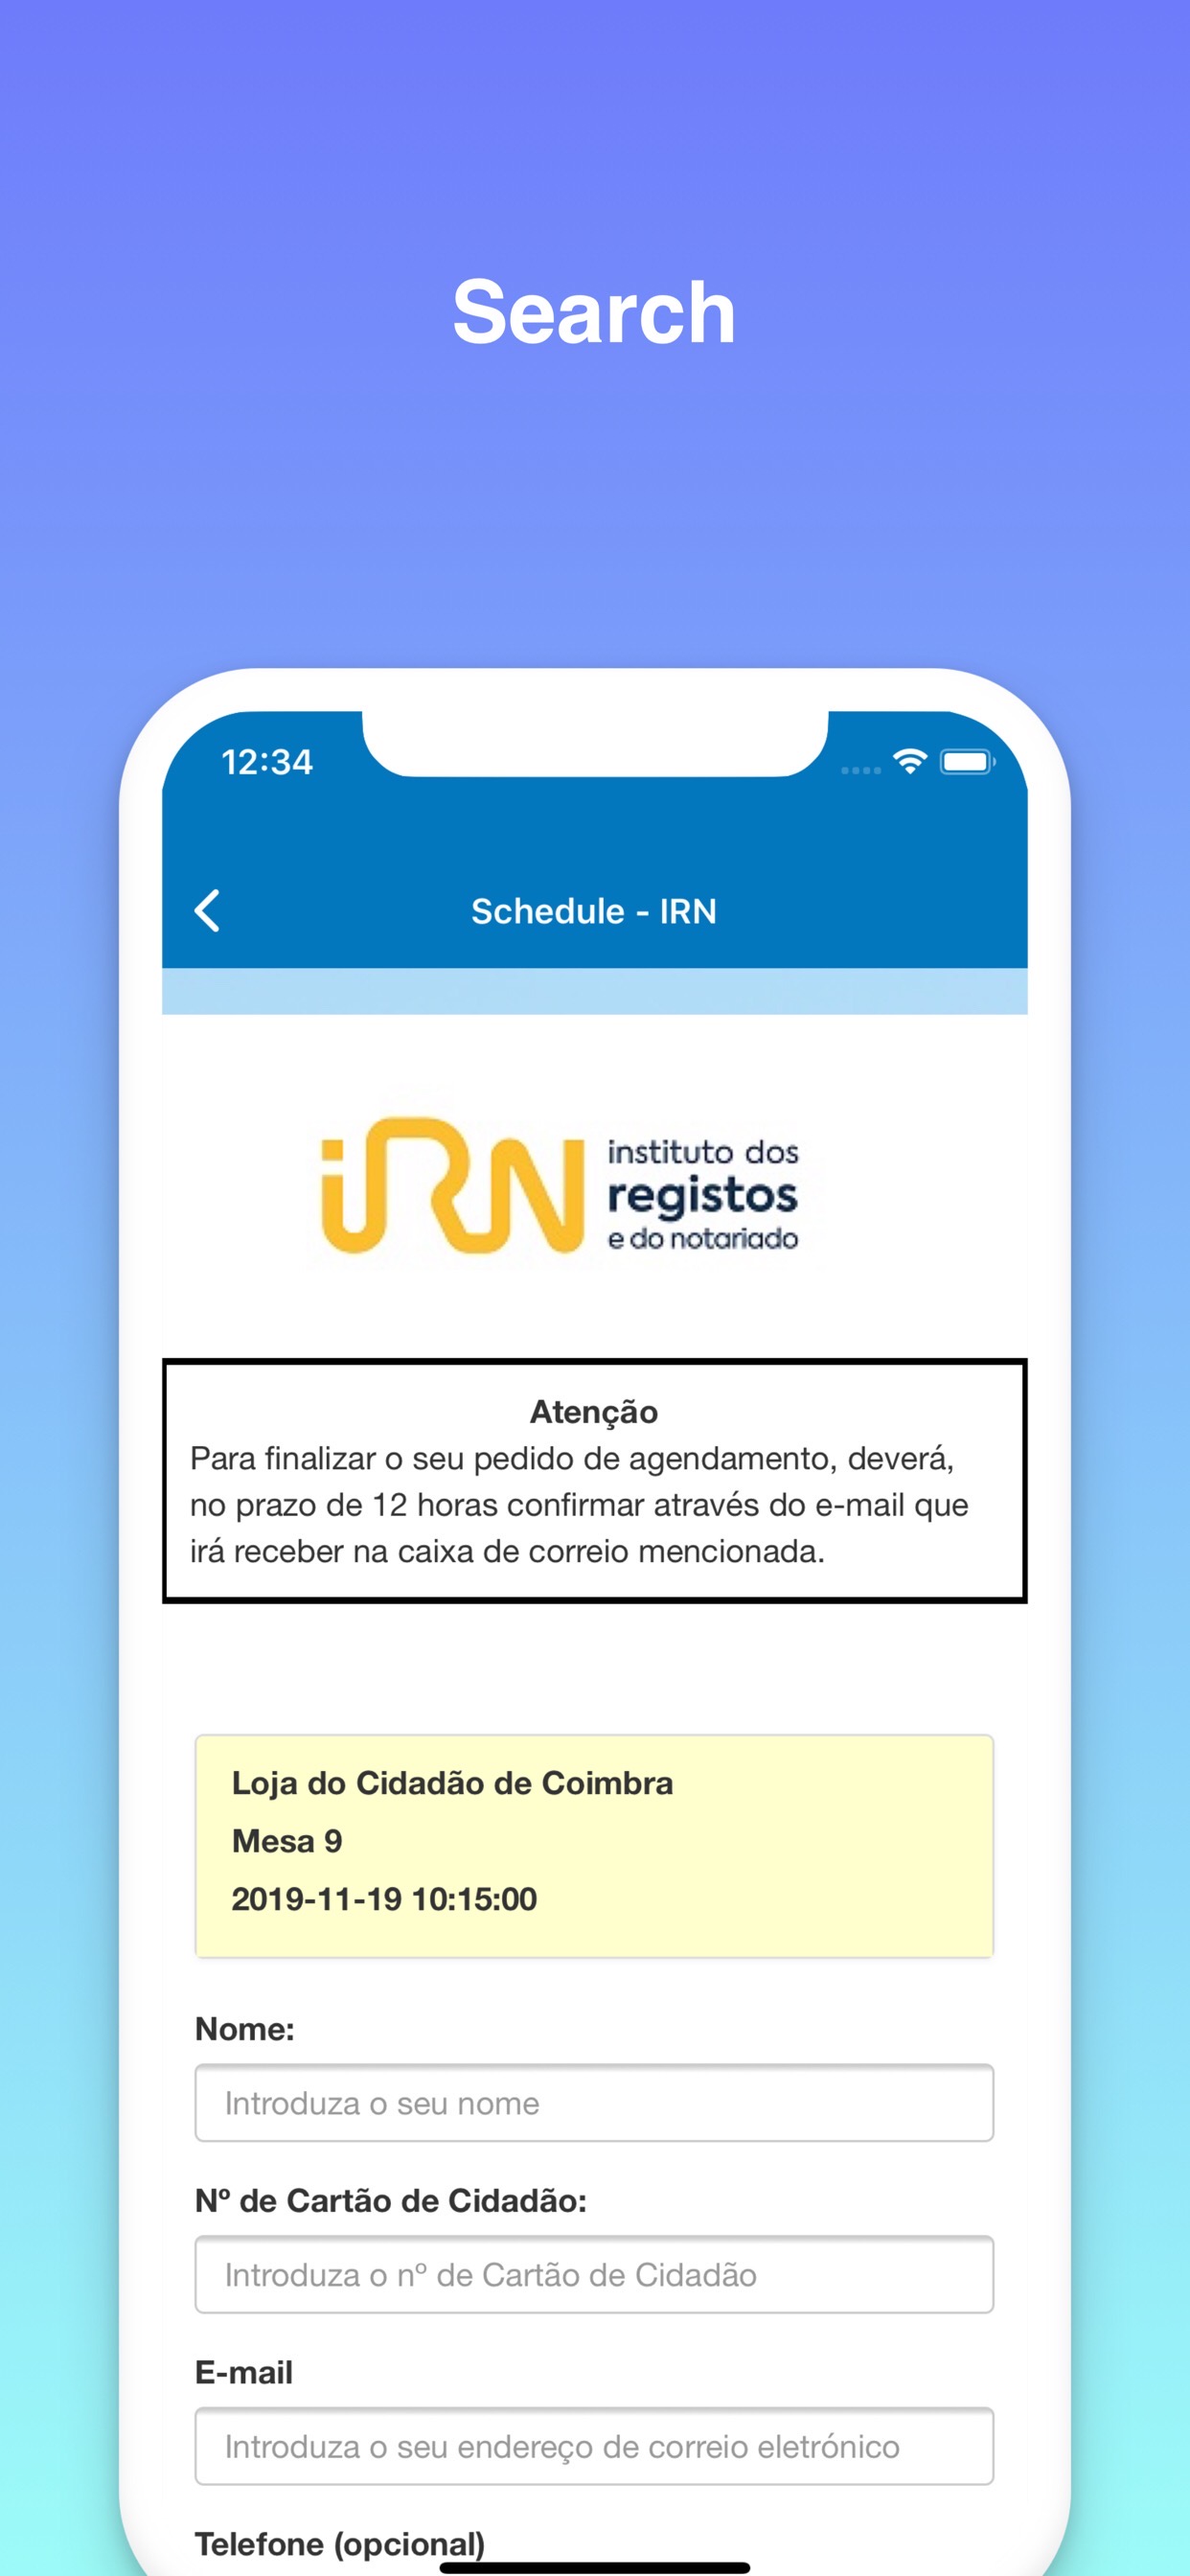 Search
12:34
Schedule - IRN
iRN
instituto dos
registos
e do notariado
Atenção
Para finalizar o seu pedido de agendamento, deverá,
no prazo de 12 horas confirmar através do e-mail que
irá receber na caixa de correio mencionada.
Loja do Cidadão de Coimbra
Mesa 9
2019-11-19 10:15:00
Nome:
Introduza o seu nome
Nº de Cartão de Cidadão:
Introduza o nº de Cartão de Cidadão
E-mail
Introduza o seu endereço de correio eletrónico
Telefone (opcional)